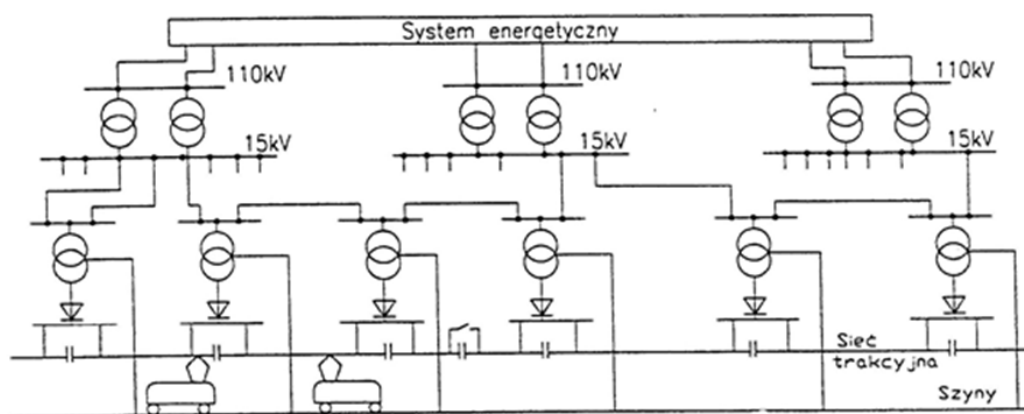 System energetyczny
110kV
110kV
110kV
15kV
15kV
15kV
Sieć
trakcyjna
Szyny